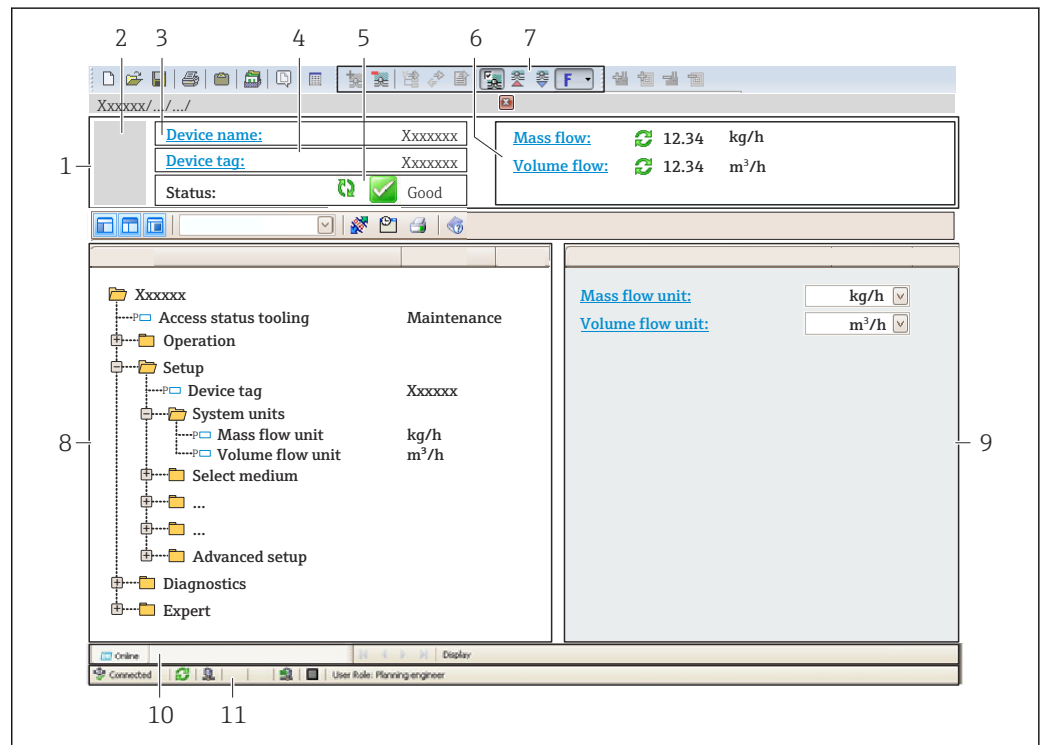 2 3 4 5 6 7
F
Xxxxxx/.../.../
1
Device name: Xxxxxxx
Device tag: Xxxxxxx
Status: Good
Mass flow: 12.34 kg/h
Volume flow: 12.34 m³/h
Xxxxxx
P Access status tooling Maintenance
Operation
Setup
P Device tag Xxxxxx
System units
P Mass flow unit kg/h
P Volume flow unit m³/h
Select medium
...
...
Advanced setup
Diagnostics
Expert
8
Mass flow unit: kg/h
Volume flow unit: m³/h
9
Online Display
Connected User Role: Planning engineer
10 11